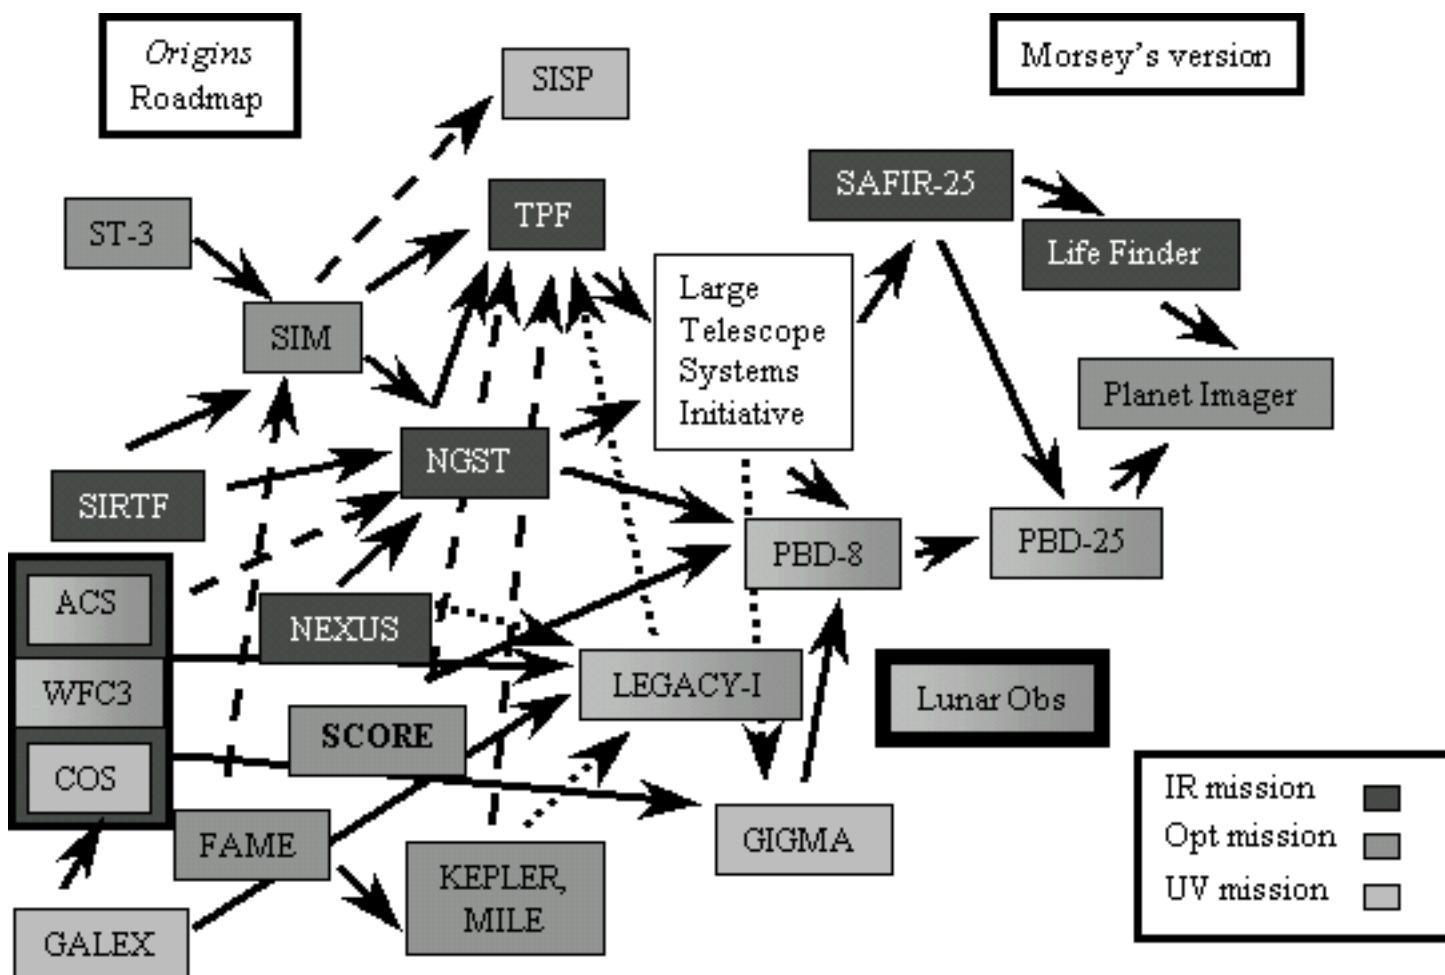 Origins
Roadmap
Morsey's version
SISP
SAFIR-25
TPF
ST-3
Life Finder
Large
Telescope
Systems
Initiative
SIM
Planet Imager
NGST
SIRTF
PBD-8
PBD-25
ACS
NEXUS
WFC3
LEGACY-I
Lunar Obs
SCORE
COS
IR mission
Opt mission
UV mission
FAME
GIGMA
KEPLER,
MILE
GALEX